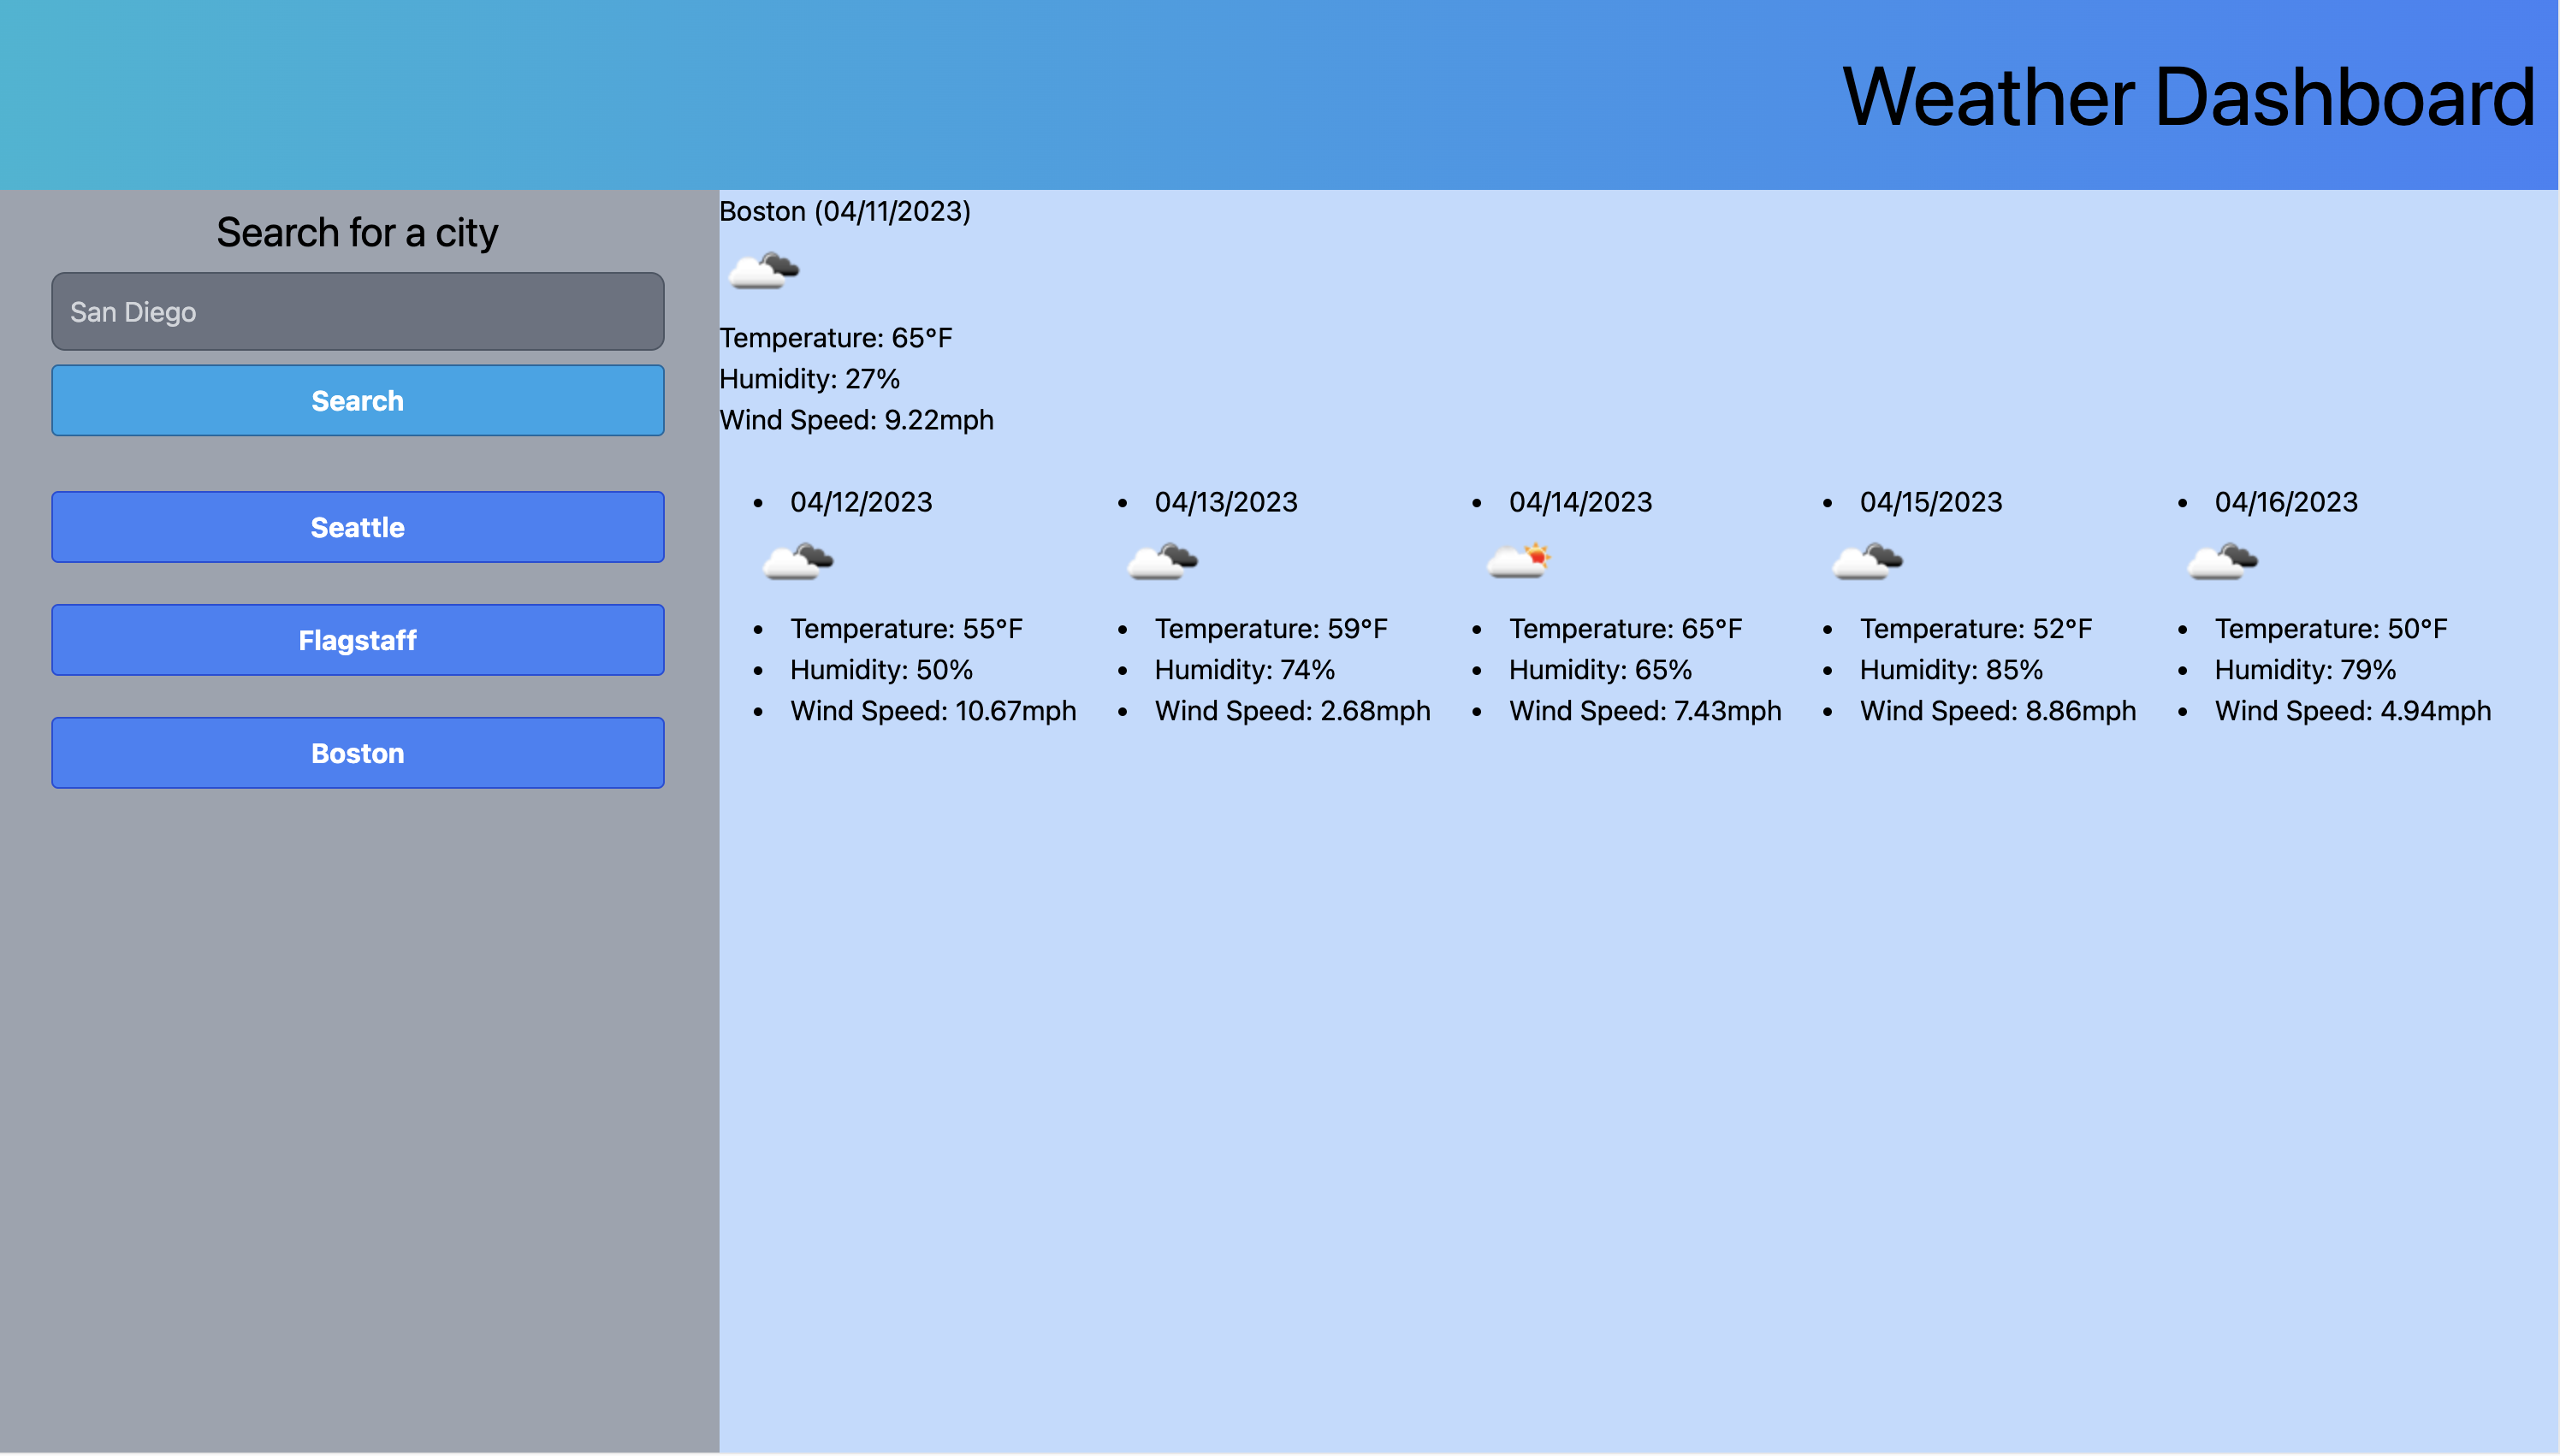 Weather Dashboard
Search for a city
San Diego
Search
Seattle
Flagstaff
Boston
Boston (04/11/2023)
Temperature: 65°F
Humidity: 27%
Wind Speed: 9.22mph
04/12/2023
Temperature: 55°F
Humidity: 50%
Wind Speed: 10.67mph
04/13/2023
Temperature: 59°F
Humidity: 74%
Wind Speed: 2.68mph
04/14/2023
Temperature: 65°F
Humidity: 65%
Wind Speed: 7.43mph
04/15/2023
Temperature: 52°F
Humidity: 85%
Wind Speed: 8.86mph
04/16/2023
Temperature: 50°F
Humidity: 79%
Wind Speed: 4.94mph